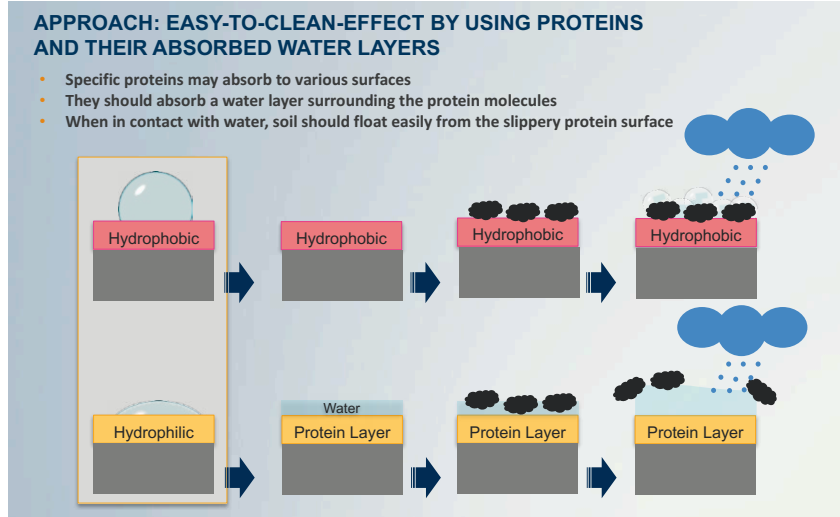 APPROACH: EASY-TO-CLEAN-EFFECT BY USING PROTEINS
AND THEIR ABSORBED WATER LAYERS
• Specific proteins may absorb to various surfaces
• They should absorb a water layer surrounding the protein molecules
• When in contact with water, soil should float easily from the slippery protein surface
Hydrophobic
Hydrophobic
Hydrophobic
Hydrophobic
Water
Hydrophilic
Protein Layer
Protein Layer
Protein Layer